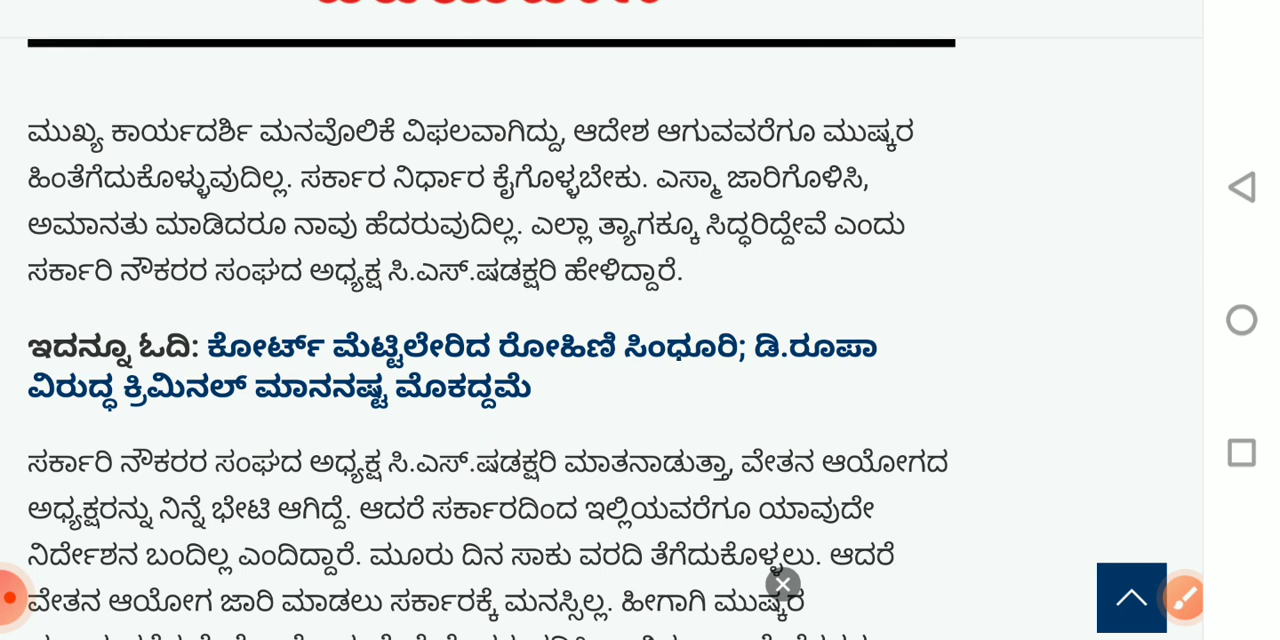 ಮುಖ್ಯ ಕಾರ್ಯದರ್ಶಿ ಮನವೊಲಿಕೆ ವಿಫಲವಾಗಿದ್ದು, ಆದೇಶ ಆಗುವವರೆಗೂ ಮುಷ್ಕರ
ಹಿಂತೆಗೆದುಕೊಳ್ಳುವುದಿಲ್ಲ. ಸರ್ಕಾರ ನಿರ್ಧಾರ ಕೈಗೊಳ್ಳಬೇಕು. ಎಸ್ಮಾ ಜಾರಿಗೊಳಿಸಿ,
ಅಮಾನತು ಮಾಡಿದರೂ ನಾವು ಹೆದರುವುದಿಲ್ಲ. ಎಲ್ಲಾ ತ್ಯಾಗಕ್ಕೂ ಸಿದ್ಧರಿದ್ದೇವೆ ಎಂದು
ಸರ್ಕಾರಿ ನೌಕರರ ಸಂಘದ ಅಧ್ಯಕ್ಷ ಸಿ.ಎಸ್.ಷಡಕ್ಷರಿ ಹೇಳಿದ್ದಾರೆ.
ಇದನ್ನೂ ಓದಿ: ಕೋರ್ಟ್ ಮೆಟ್ಟಿಲೇರಿದ ರೋಹಿಣಿ ಸಿಂಧೂರಿ; ಡಿ.ರೂಪಾ
ವಿರುದ್ಧ ಕ್ರಿಮಿನಲ್ ಮಾನನಷ್ಟ ಮೊಕದ್ದಮೆ
ಸರ್ಕಾರಿ ನೌಕರರ ಸಂಘದ ಅಧ್ಯಕ್ಷ ಸಿ.ಎಸ್.ಷಡಕ್ಷರಿ ಮಾತನಾಡುತ್ತಾ, ವೇತನ ಆಯೋಗದ
ಅಧ್ಯಕ್ಷರನ್ನು ನಿನ್ನೆ ಭೇಟಿ ಆಗಿದ್ದೆ. ಆದರೆ ಸರ್ಕಾರದಿಂದ ಇಲ್ಲಿಯವರೆಗೂ ಯಾವುದೇ
ನಿರ್ದೇಶನ ಬಂದಿಲ್ಲ ಎಂದಿದ್ದಾರೆ. ಮೂರು ದಿನ ಸಾಕು ವರದಿ ತೆಗೆದುಕೊಳ್ಳಲು. ಆದರೆ
ವೇತನ ಆಯೋಗ ಜಾರಿ ಮಾಡಲು ಸರ್ಕಾರಕ್ಕೆ ಮನಸ್ಸಿಲ್ಲ. ಹೀಗಾಗಿ ಮುಷ್ಕರ